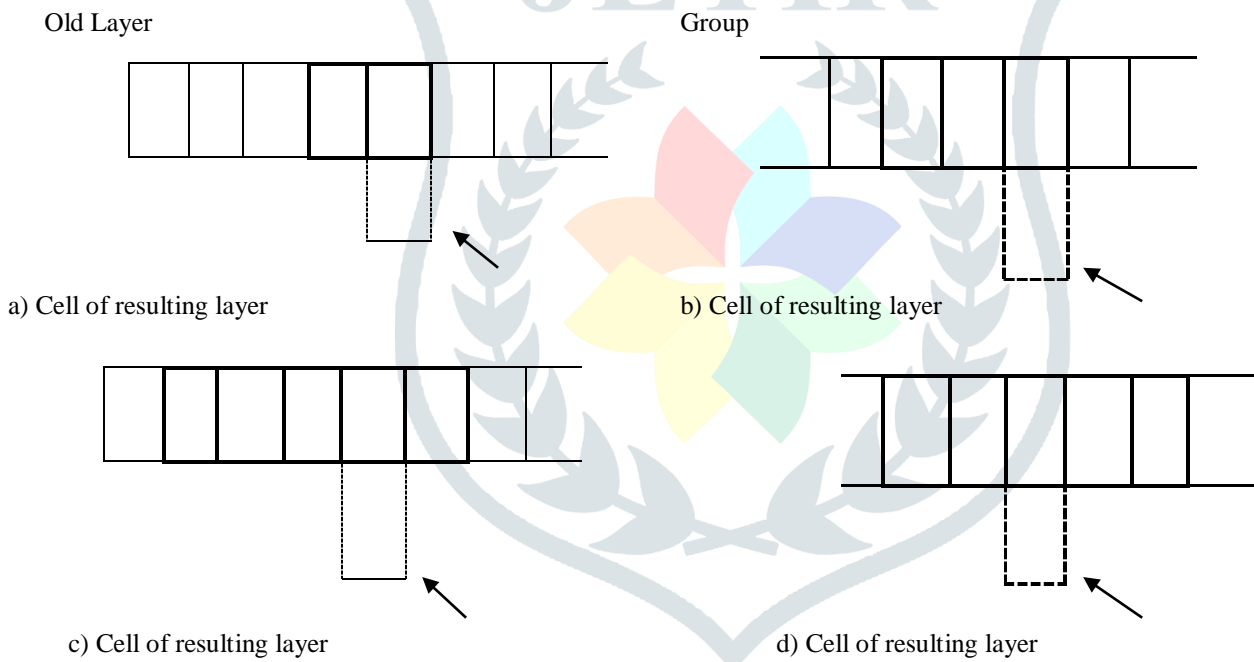 JETIR
Old Layer
Group
a) Cell of resulting layer
b) Cell of resulting layer
c) Cell of resulting layer
d) Cell of resulting layer